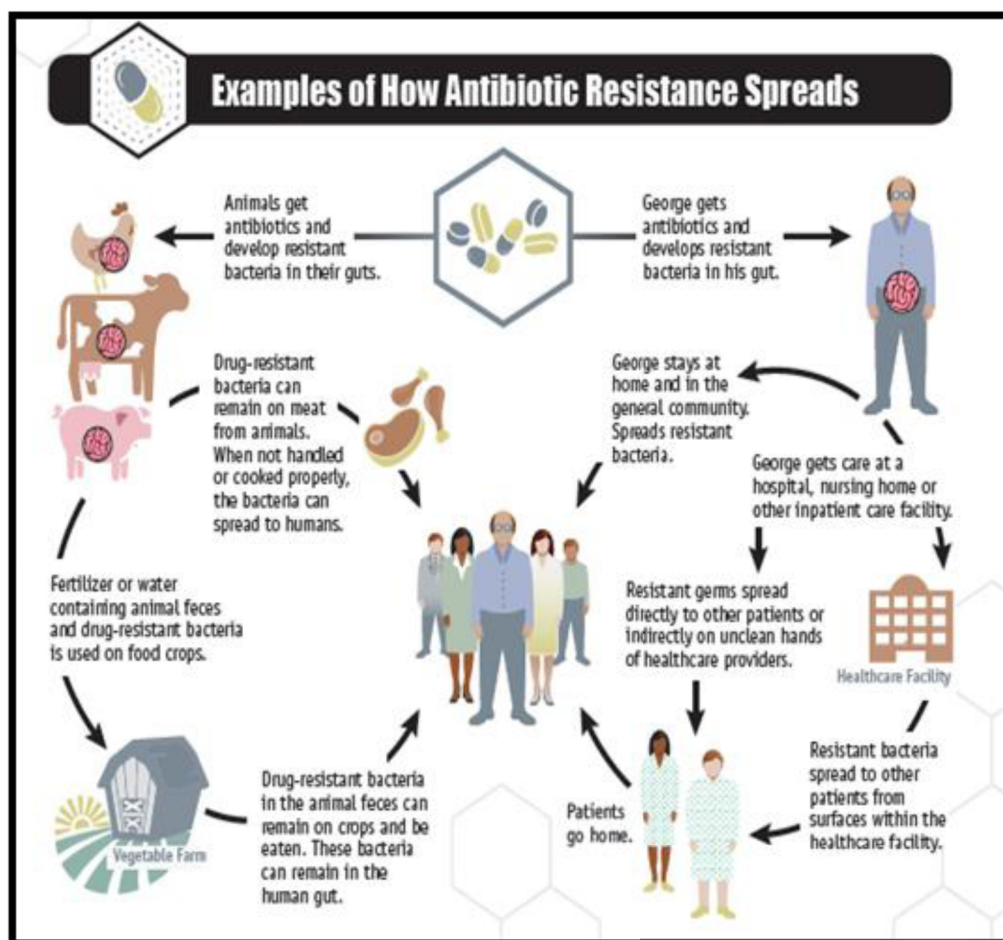 Examples of How Antibiotic Resistance Spreads
Animals get
antibiotics and
develop resistant
bacteria in their guts.
George gets
antibiotics and
develops resistant
bacteria in his gut.
Drug-resistant
bacteria can
remain on meat
from animals.
When not handled
or cooked properly,
the bacteria can
spread to humans.
George stays at
home and in the
general community.
Spreads resistant
bacteria.
George gets care at a
hospital, nursing home or
other inpatient care facility.
Fertilizer or water
containing animal feces
and drug-resistant bacteria
is used on food crops.
Resistant germs spread
directly to other patients or
indirectly on unclean hands
of healthcare providers.
Healthcare Facility
Vegetable Farm
Drug-resistant bacteria
in the animal feces can
remain on crops and be
eaten. These bacteria
can remain in the
human gut.
Patients
go home.
Resistant bacteria
spread to other
patients from
surfaces within the
healthcare facility.